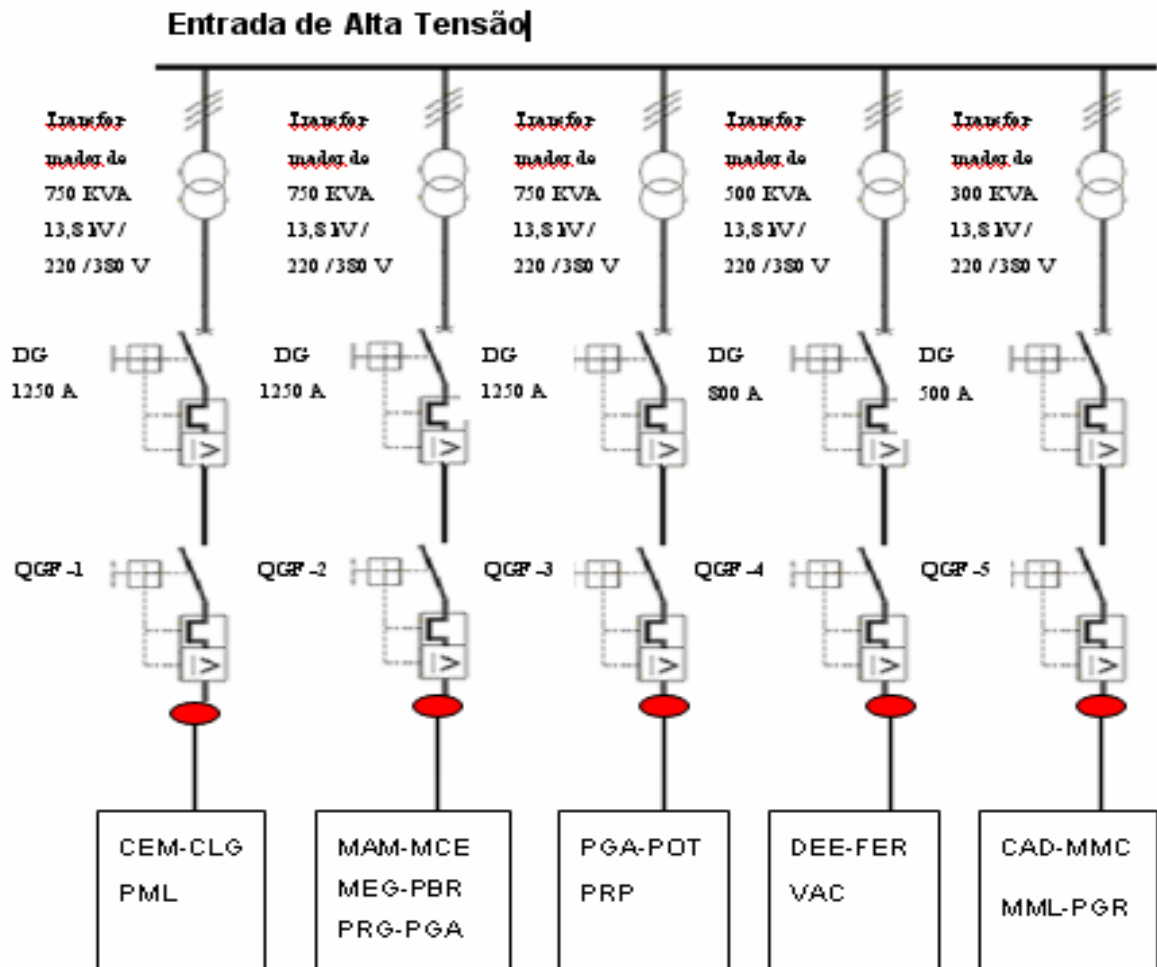 Entrada de Alta Tensão
Transfor
mador de
750 KVA
13,8 kV/
220 /380 V
Transfor
mador de
750 KVA
13,8 kV/
220 /380 V
Transfor
mador de
750 KVA
13,8 kV/
220 /380 V
Transfor
mador de
500 KVA
13,8 kV/
220 /380 V
Transfor
mador de
300 KVA
13,8 kV/
220 /380 V
DG
1250 A
DG
1250 A
DG
1250 A
DG
800 A
DG
500 A
I>
I>
I>
I>
I>
QGF -1
QGF -2
QGF -3
QGF -4
QGF -5
I>
I>
I>
I>
I>
CEM-CLG
PML
MAM-MCE
MEG-PBR
PRG-PGA
PGA-POT
PRP
DEE-FER
VAC
CAD-MMC
MML-PGR